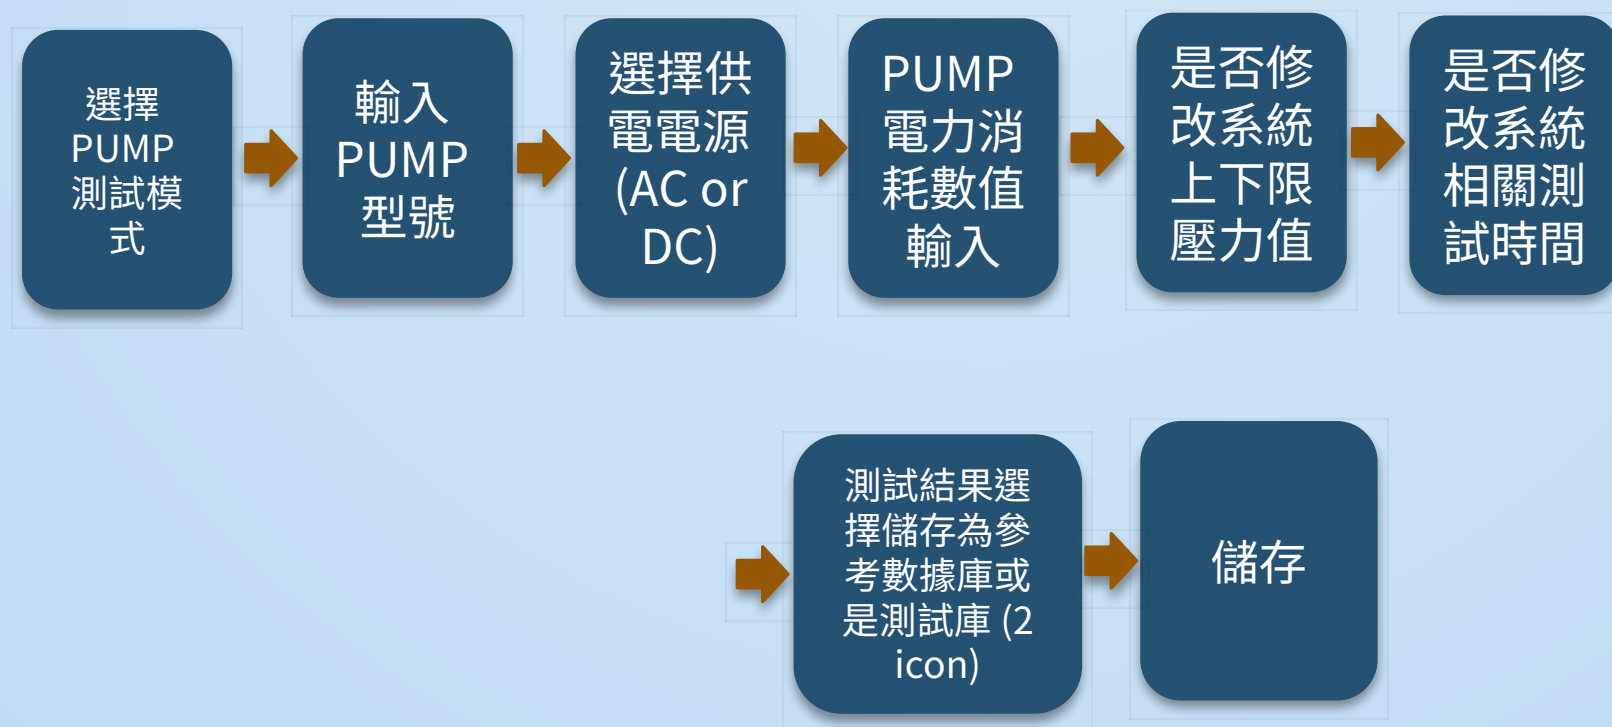 選擇
PUMP
測試模
式
輸入
PUMP
型號
選擇供
電電源
(AC or
DC)
PUMP
電力消
耗數值
輸入
是否修
改系統
上下限
壓力值
是否修
改系統
相關測
試時間
測試結果選
擇儲存為參
考數據庫或
是測試庫 (2
icon)
儲存